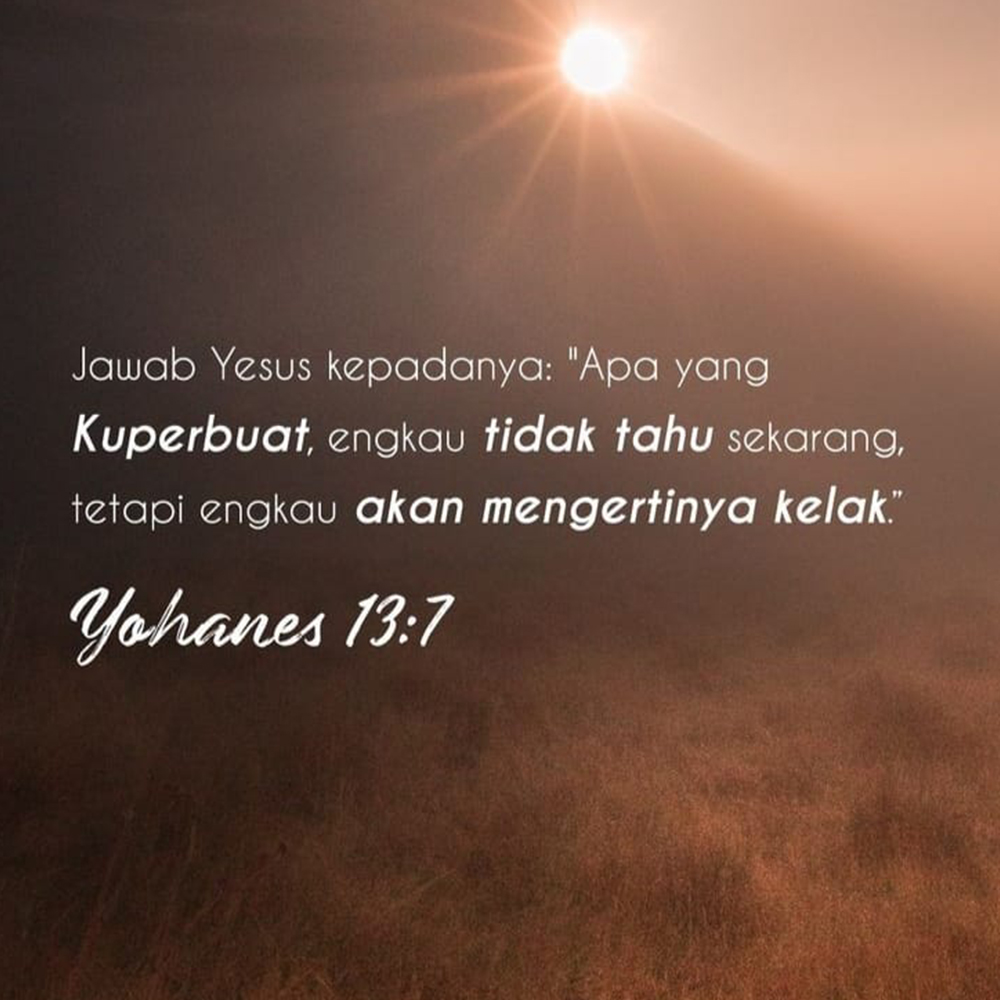 Jawab Yesus kepadanya: "Apa yang
Kuperbuat, engkau tidak tahu sekarang,
tetapi engkau akan mengertinya kelak.”
Yohanes 13:7